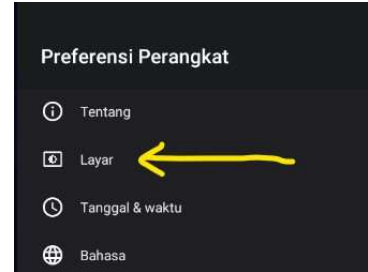 Preferensi Perangkat
Tentang
Layar
Tanggal & waktu
Bahasa